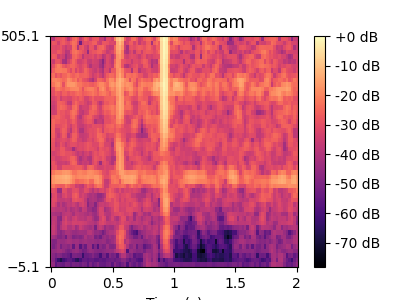 Mel Spectrogram
505.1
−5.1
0
0.5
1
1.5
2
+0 dB
-10 dB
-20 dB
-30 dB
-40 dB
-50 dB
-60 dB
-70 dB